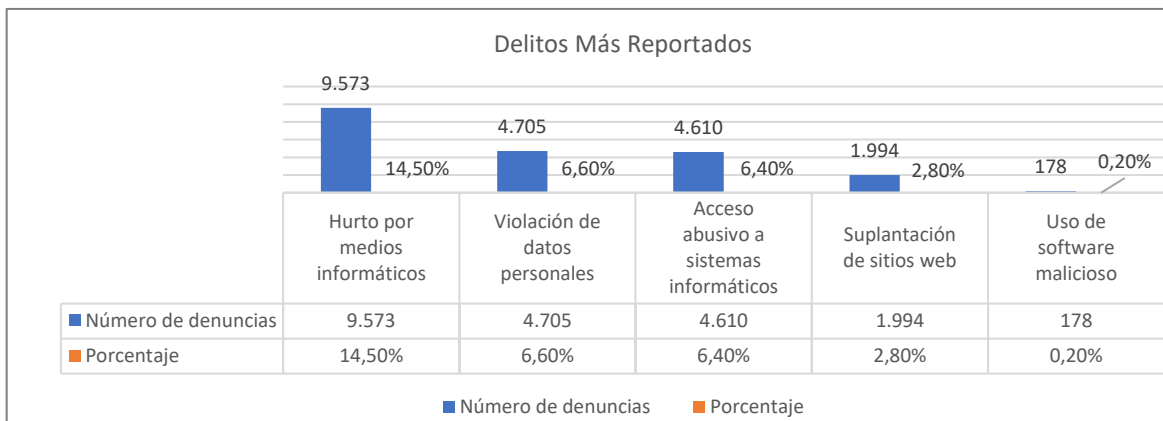 Delitos Más Reportados
9.573
4.705
4.610
1.994
178
14,50%
6,60%
6,40%
2,80%
0,20%
Hurto por
medios
informáticos
Violación de
datos
personales
Acceso
abusivo a
sistemas
informáticos
Suplantación
de sitios web
Uso de
software
malicioso
Número de denuncias 9.573 4.705 4.610 1.994 178
Porcentaje 14,50% 6,60% 6,40% 2,80% 0,20%
Número de denuncias Porcentaje